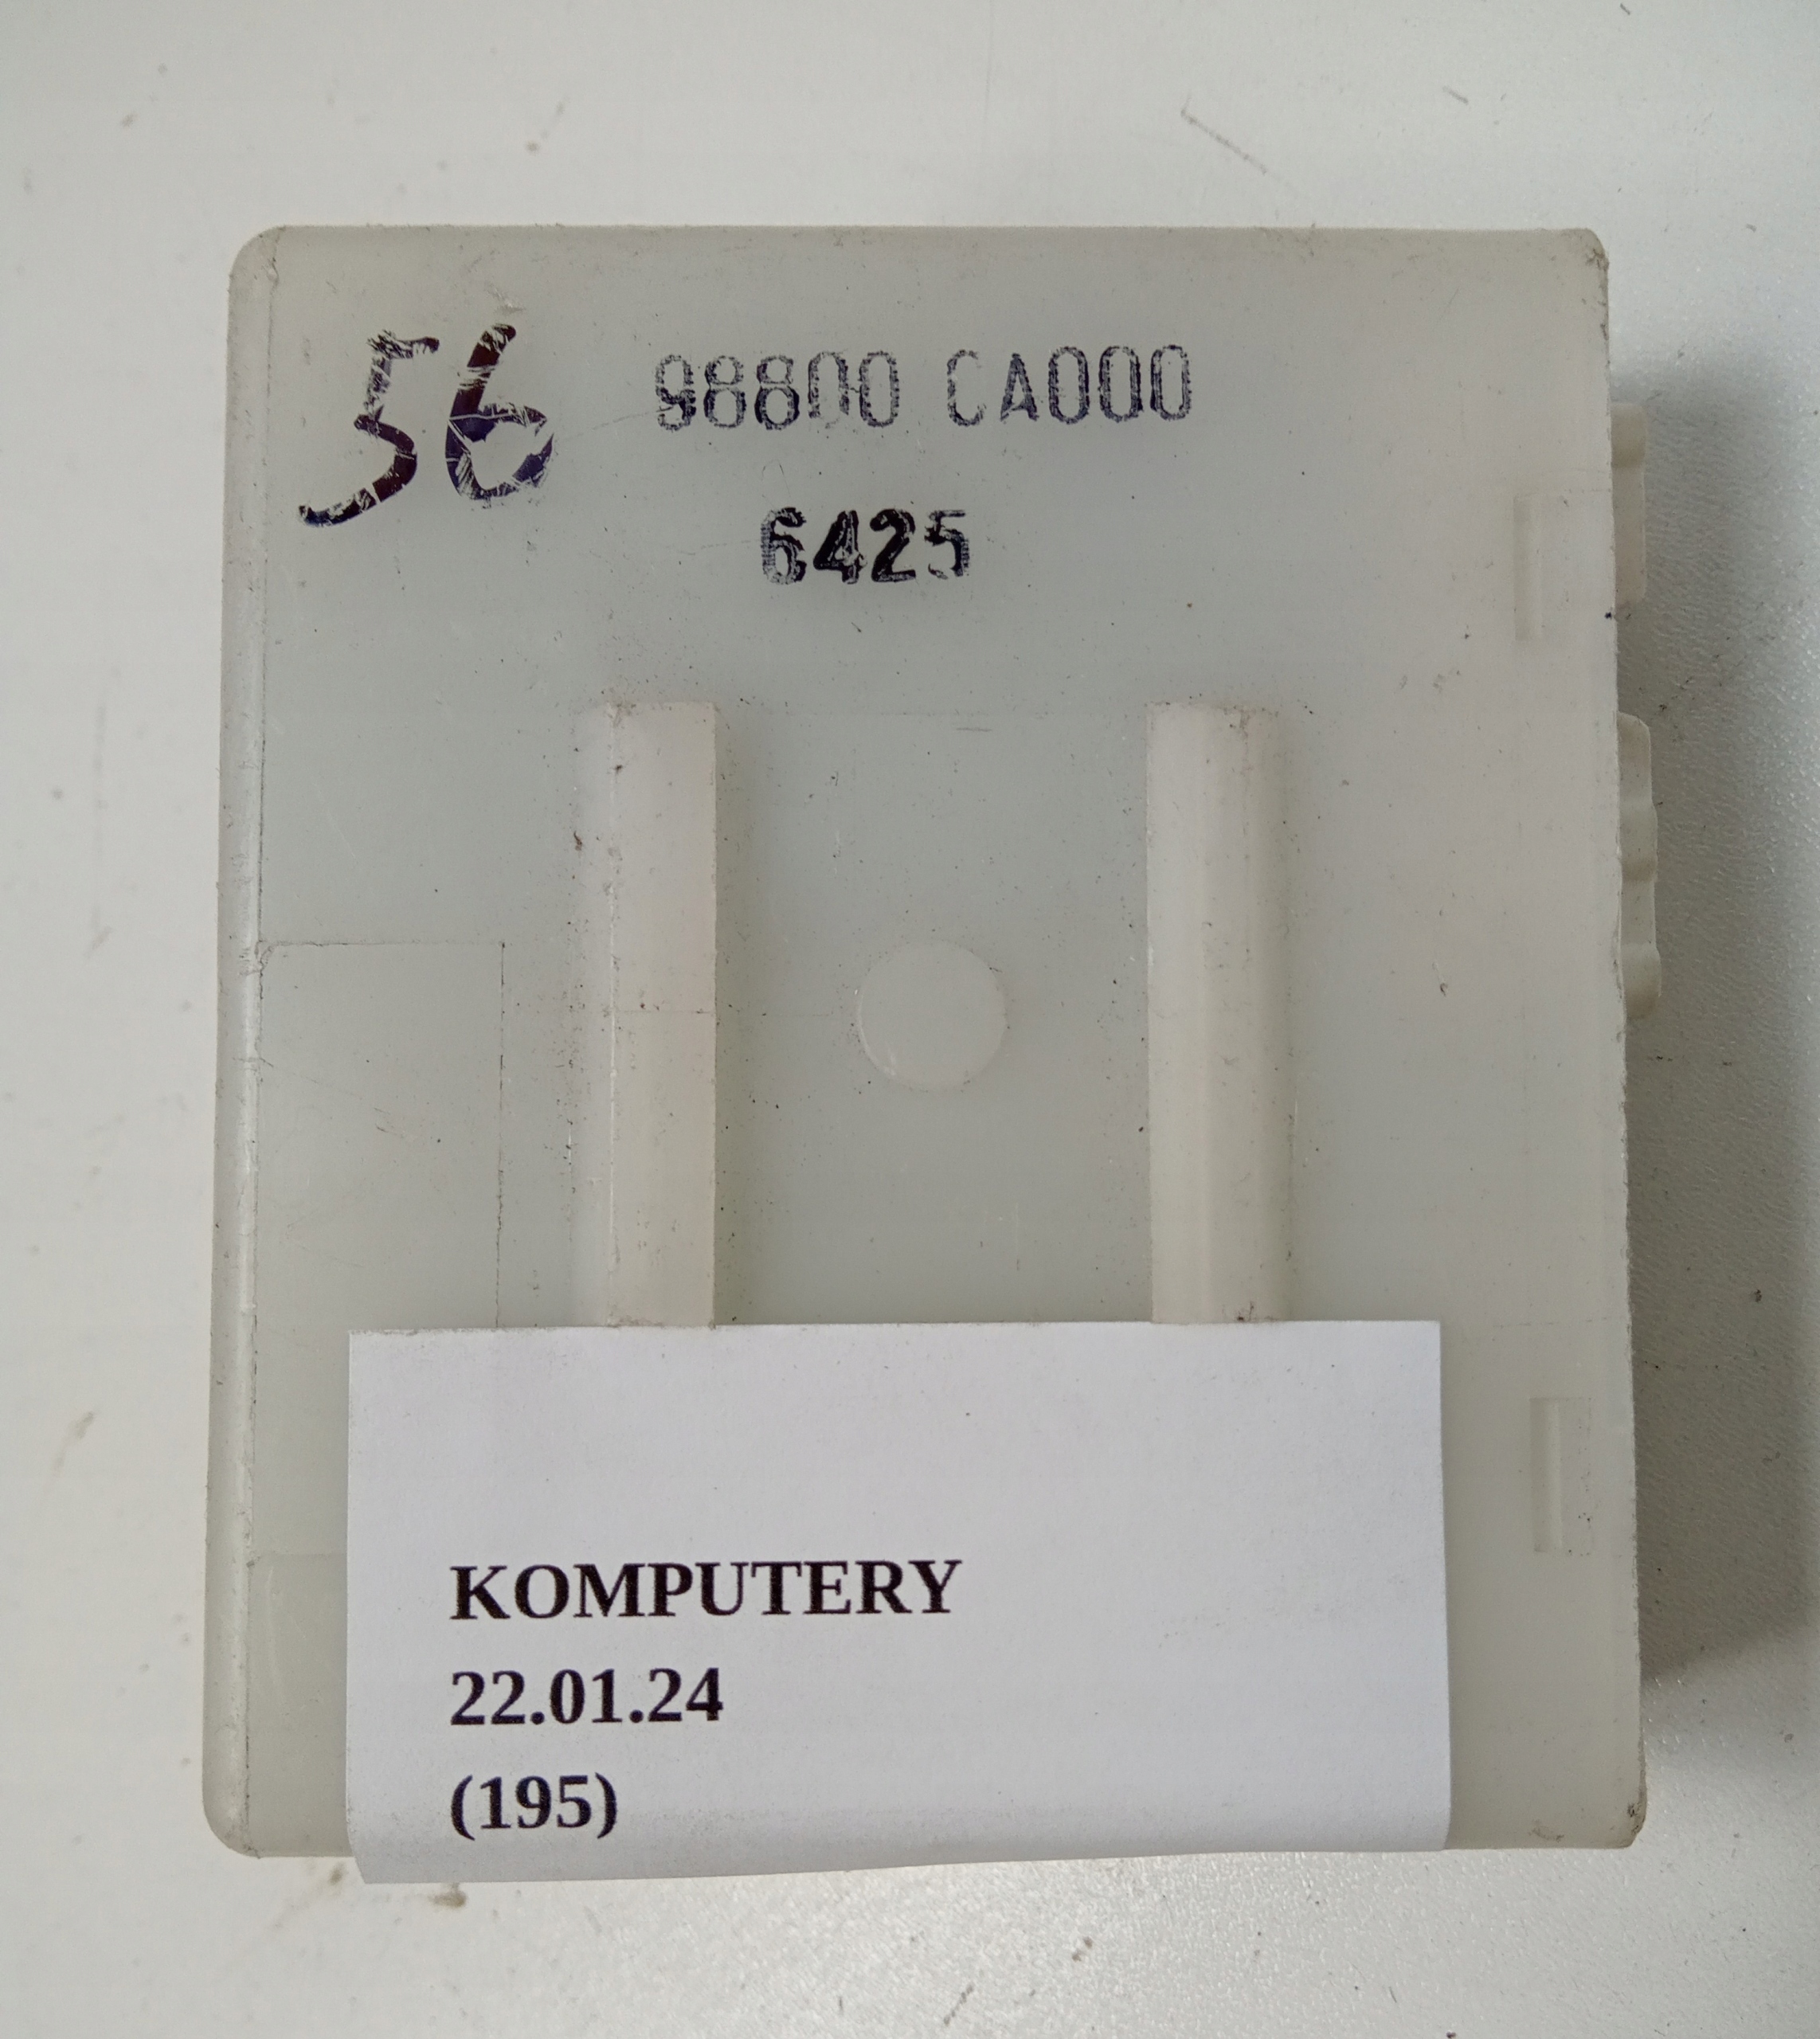 56
98800 CA000
6425
KOMPUTERY
22.01.24
(195)